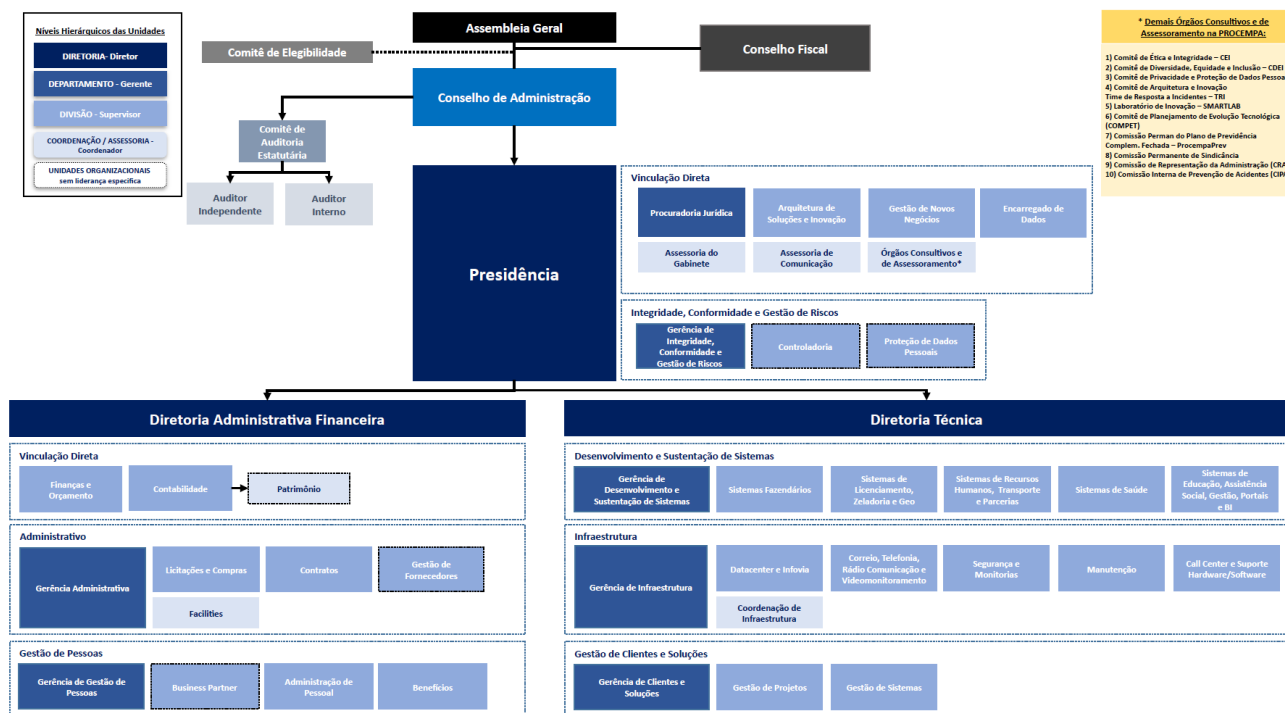 Níveis Hierárquicos das Unidades
DIRETORIA- Diretor
DEPARTAMENTO - Gerente
DIVISÃO - Supervisor
COORDENAÇÃO / ASSESSORIA -
Coordenador
UNIDADES ORGANIZACIONAIS
sem liderança específica
Assembleia Geral
Comitê de Elegibilidade
Conselho Fiscal
Conselho de Administração
Comitê de
Auditoria
Estatutária
Auditor
Independente
Auditor
Interno
* Demais Órgãos Consultivos e de
Assessoramento na PROCEMPA:
1) Comitê de Ética e Integridade – CEI
2) Comitê de Diversidade, Equidade e Inclusão – CDEI
3) Comitê de Privacidade e Proteção de Dados Pessoa
4) Comitê de Arquitetura e Inovação
Time de Resposta a Incidentes – TRI
5) Laboratório de Inovação – SMARTLAB
6) Comitê de Planejamento de Evolução Tecnológica
(COMPET)
7) Comissão Perman do Plano de Previdência
Complem. Fechada – ProcempaPrev
8) Comissão Permanente de Sindicância
9) Comissão de Representação da Administração (CRA
10) Comissão Interna de Prevenção de Acidentes (CIPA
Presidência
Vinculação Direta
Procuradoria Jurídica
Arquitetura de
Soluções e Inovação
Gestão de Novos
Negócios
Encarregado de
Dados
Assessoria do
Gabinete
Assessoria de
Comunicação
Órgãos Consultivos e
de Assessoramento*
Integridade, Conformidade e Gestão de Riscos
Gerência de
Integridade,
Conformidade e
Gestão de Riscos
Controladoria
Proteção de Dados
Pessoais
Diretoria Administrativa Financeira
Vinculação Direta
Finanças e
Orçamento
Contabilidade
Patrimônio
Administrativo
Gerência Administrativa
Licitações e Compras
Contratos
Gestão de
Fornecedores
Facilities
Gestão de Pessoas
Gerência de Gestão de
Pessoas
Business Partner
Administração de
Pessoal
Benefícios
Diretoria Técnica
Desenvolvimento e Sustentação de Sistemas
Gerência de
Desenvolvimento e
Sustentação de Sistemas
Sistemas Fazendários
Sistemas de
Licenciamento,
Zeladoria e Geo
Sistemas de Recursos
Humanos, Transporte
e Parcerias
Sistemas de Saúde
Sistemas de
Educação, Assistência
Social, Gestão, Portais
e BI
Infraestrutura
Gerência de Infraestrutura
Datacenter e Infovia
Correio, Telefonia,
Rádio Comunicação e
Videomonitoramento
Segurança e
Monitorias
Manutenção
Call Center e Suporte
Hardware/Software
Coordenação de
Infraestrutura
Gestão de Clientes e Soluções
Gerência de Clientes e
Soluções
Gestão de Projetos
Gestão de Sistemas